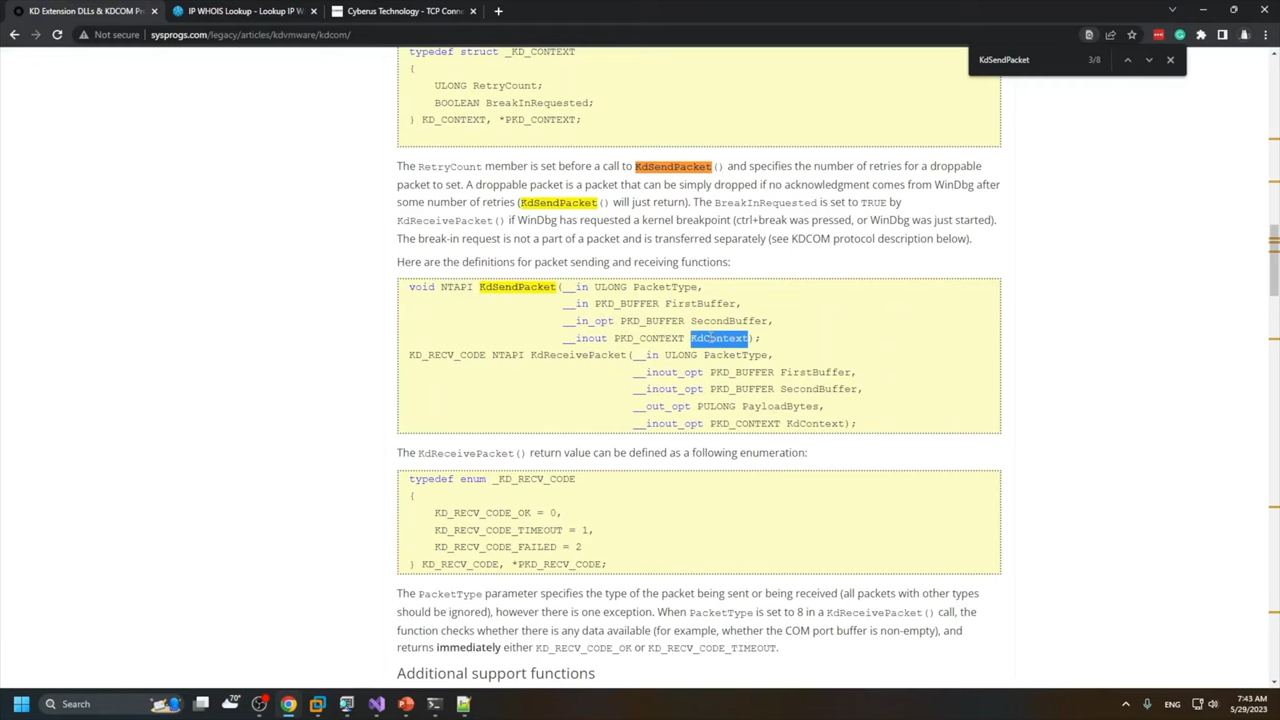 KD Extension DLLs & KDCOM Pr
IP WHOIS Lookup - Lookup IP W
Cyberus Technology - TCP Conne
Not secure
sysprogs.com/legacy/articles/kdvmware/kdcom/
KdSendPacket
3/8
typedef struct _KD_CONTEXT
{
ULONG RetryCount;
BOOLEAN BreakInRequested;
} KD_CONTEXT, *PKD_CONTEXT;
The RetryCount member is set before a call to KdSendPacket() and specifies the number of retries for a droppable
packet to set. A droppable packet is a packet that can be simply dropped if no acknowledgment comes from WinDbg after
some number of retries (KdSendPacket() will just return). The BreakInRequested is set to TRUE by
KdReceivePacket() if WinDbg has requested a kernel breakpoint (ctrl+break was pressed, or WinDbg was just started).
The break-in request is not a part of a packet and is transferred separately (see KDCOM protocol description below).
Here are the definitions for packet sending and receiving functions:
void NTAPI KdSendPacket(__in ULONG PacketType,
__in PKD_BUFFER FirstBuffer,
__in_opt PKD_BUFFER SecondBuffer,
__inout PKD_CONTEXT KdContext);
KD_RECV_CODE NTAPI KdReceivePacket(__in ULONG PacketType,
__inout_opt PKD_BUFFER FirstBuffer,
__inout_opt PKD_BUFFER SecondBuffer,
__out_opt PULONG PayloadBytes,
__inout_opt PKD_CONTEXT KdContext);
The KdReceivePacket() return value can be defined as a following enumeration:
typedef enum _KD_RECV_CODE
{
KD_RECV_CODE_OK = 0,
KD_RECV_CODE_TIMEOUT = 1,
KD_RECV_CODE_FAILED = 2
} KD_RECV_CODE, *PKD_RECV_CODE;
The PacketType parameter specifies the type of the packet being sent or being received (all packets with other types
should be ignored), however there is one exception. When PacketType is set to 8 in a KdReceivePacket() call, the
function checks whether there is any data available (for example, whether the COM port buffer is non-empty), and
returns immediately either KD_RECV_CODE_OK or KD_RECV_CODE_TIMEOUT.
Additional support functions
Search
70°
7:43 AM
5/29/2023